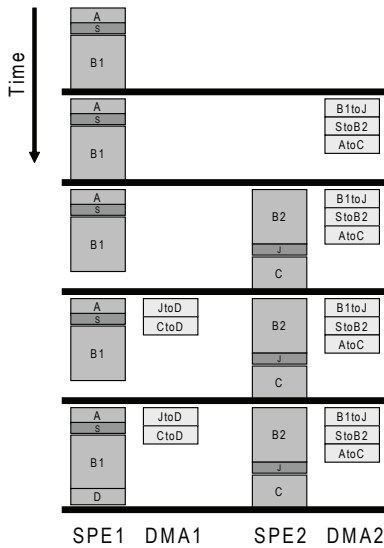 Time
A
S
B1
A
S
B1
B1toJ
StoB2
AtoC
A
S
B1
B2
J
C
B1toJ
StoB2
AtoC
A
S
B1
JtoD
CtoD
B2
J
C
B1toJ
StoB2
AtoC
A
S
B1
D
JtoD
CtoD
B2
J
C
B1toJ
StoB2
AtoC
SPE1 DMA1 SPE2 DMA2